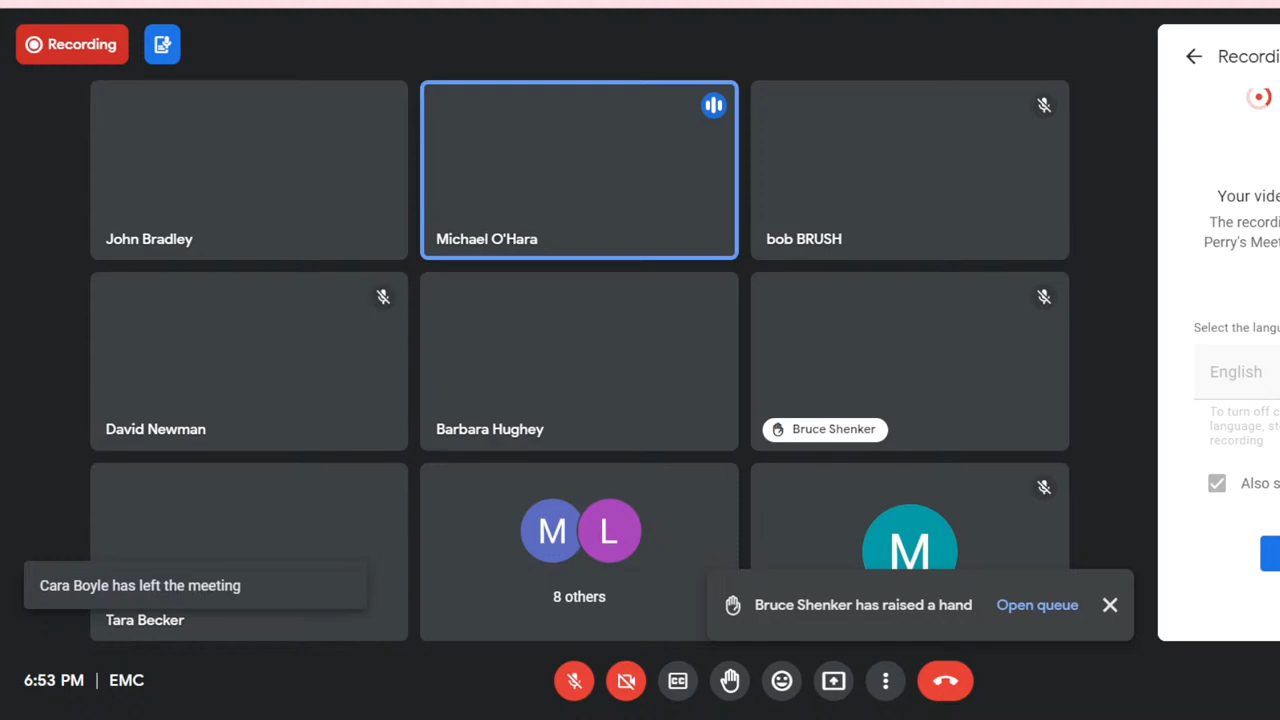 Recording
Recordi
John Bradley
Michael O'Hara
bob BRUSH
Your vide
The recordi
Perry's Meet
Select the langu
English
To turn off c
language, st
recording
David Newman
Barbara Hughey
Bruce Shenker
Also s
M
L
M
8 others
Cara Boyle has left the meeting
Bruce Shenker has raised a hand
Open queue
Tara Becker
6:53 PM | EMC
CC